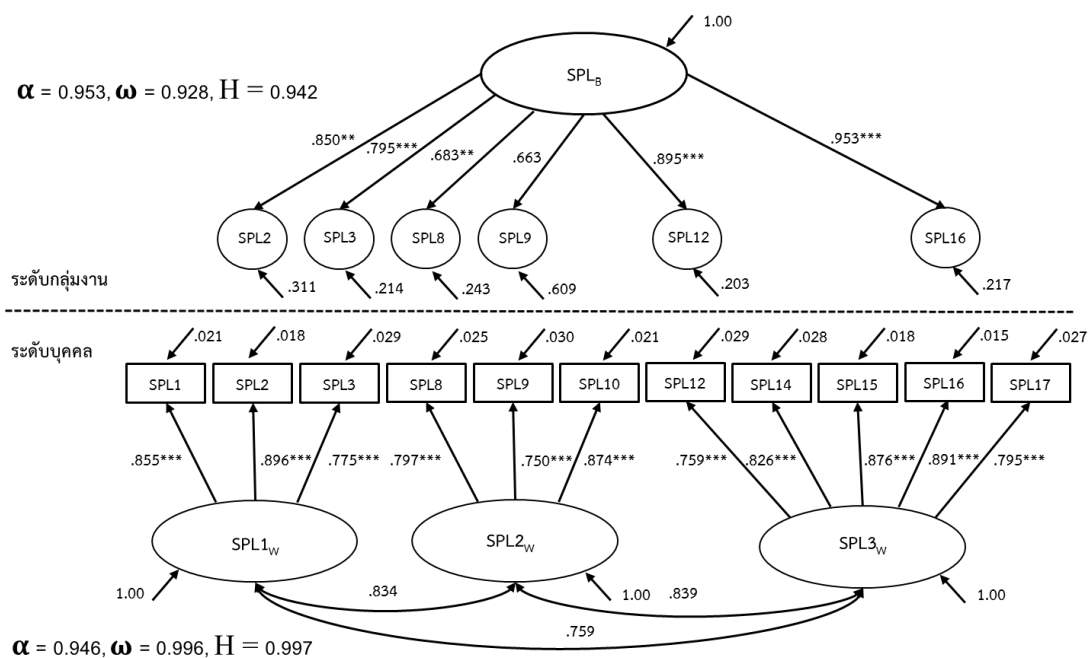 1.00
SPL_B
α = 0.953, ω = 0.928, H = 0.942
.850** .795*** .683** .663 .895*** .953***
SPL2 SPL3 SPL8 SPL9 SPL12 SPL16
ระดับกลุ่มงาน
.311 .214 .243 .609 .203 .217
ระดับบุคคล
.021 .018 .029 .025 .030 .021 .029 .028 .018 .015 .027
SPL1 SPL2 SPL3 SPL8 SPL9 SPL10 SPL12 SPL14 SPL15 SPL16 SPL17
.855*** .896*** .775*** .797*** .750*** .874*** .759*** .826*** .876*** .891*** .795***
SPL1_W SPL2_W SPL3_W
1.00 .834 1.00 .839 1.00
.759
α = 0.946, ω = 0.996, H = 0.997